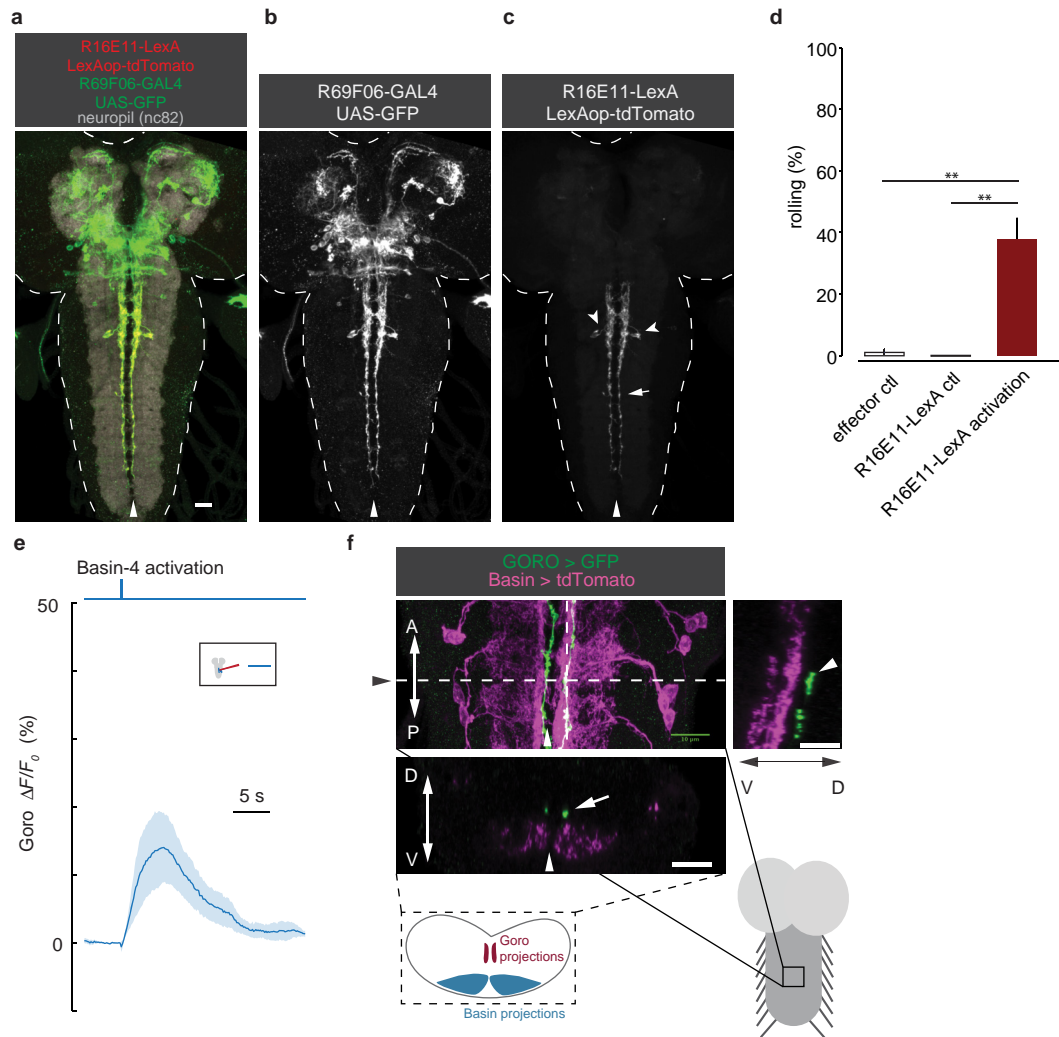 a
R16E11-LexA
LexAop-tdTomato
R69F06-GAL4
UAS-GFP
neuropil (nc82)
b
R69F06-GAL4
UAS-GFP
c
R16E11-LexA
LexAop-tdTomato
d
100
80
60
40
20
0
rolling (%)
**
**
effector ctl
R16E11-LexA ctl
R16E11-LexA activation
e
Basin-4 activation
50
0
Goro ΔF/F0 (%)
5 s
f
GORO > GFP
Basin > tdTomato
A
P
10 µm
V D
D
V
Goro
projections
Basin projections